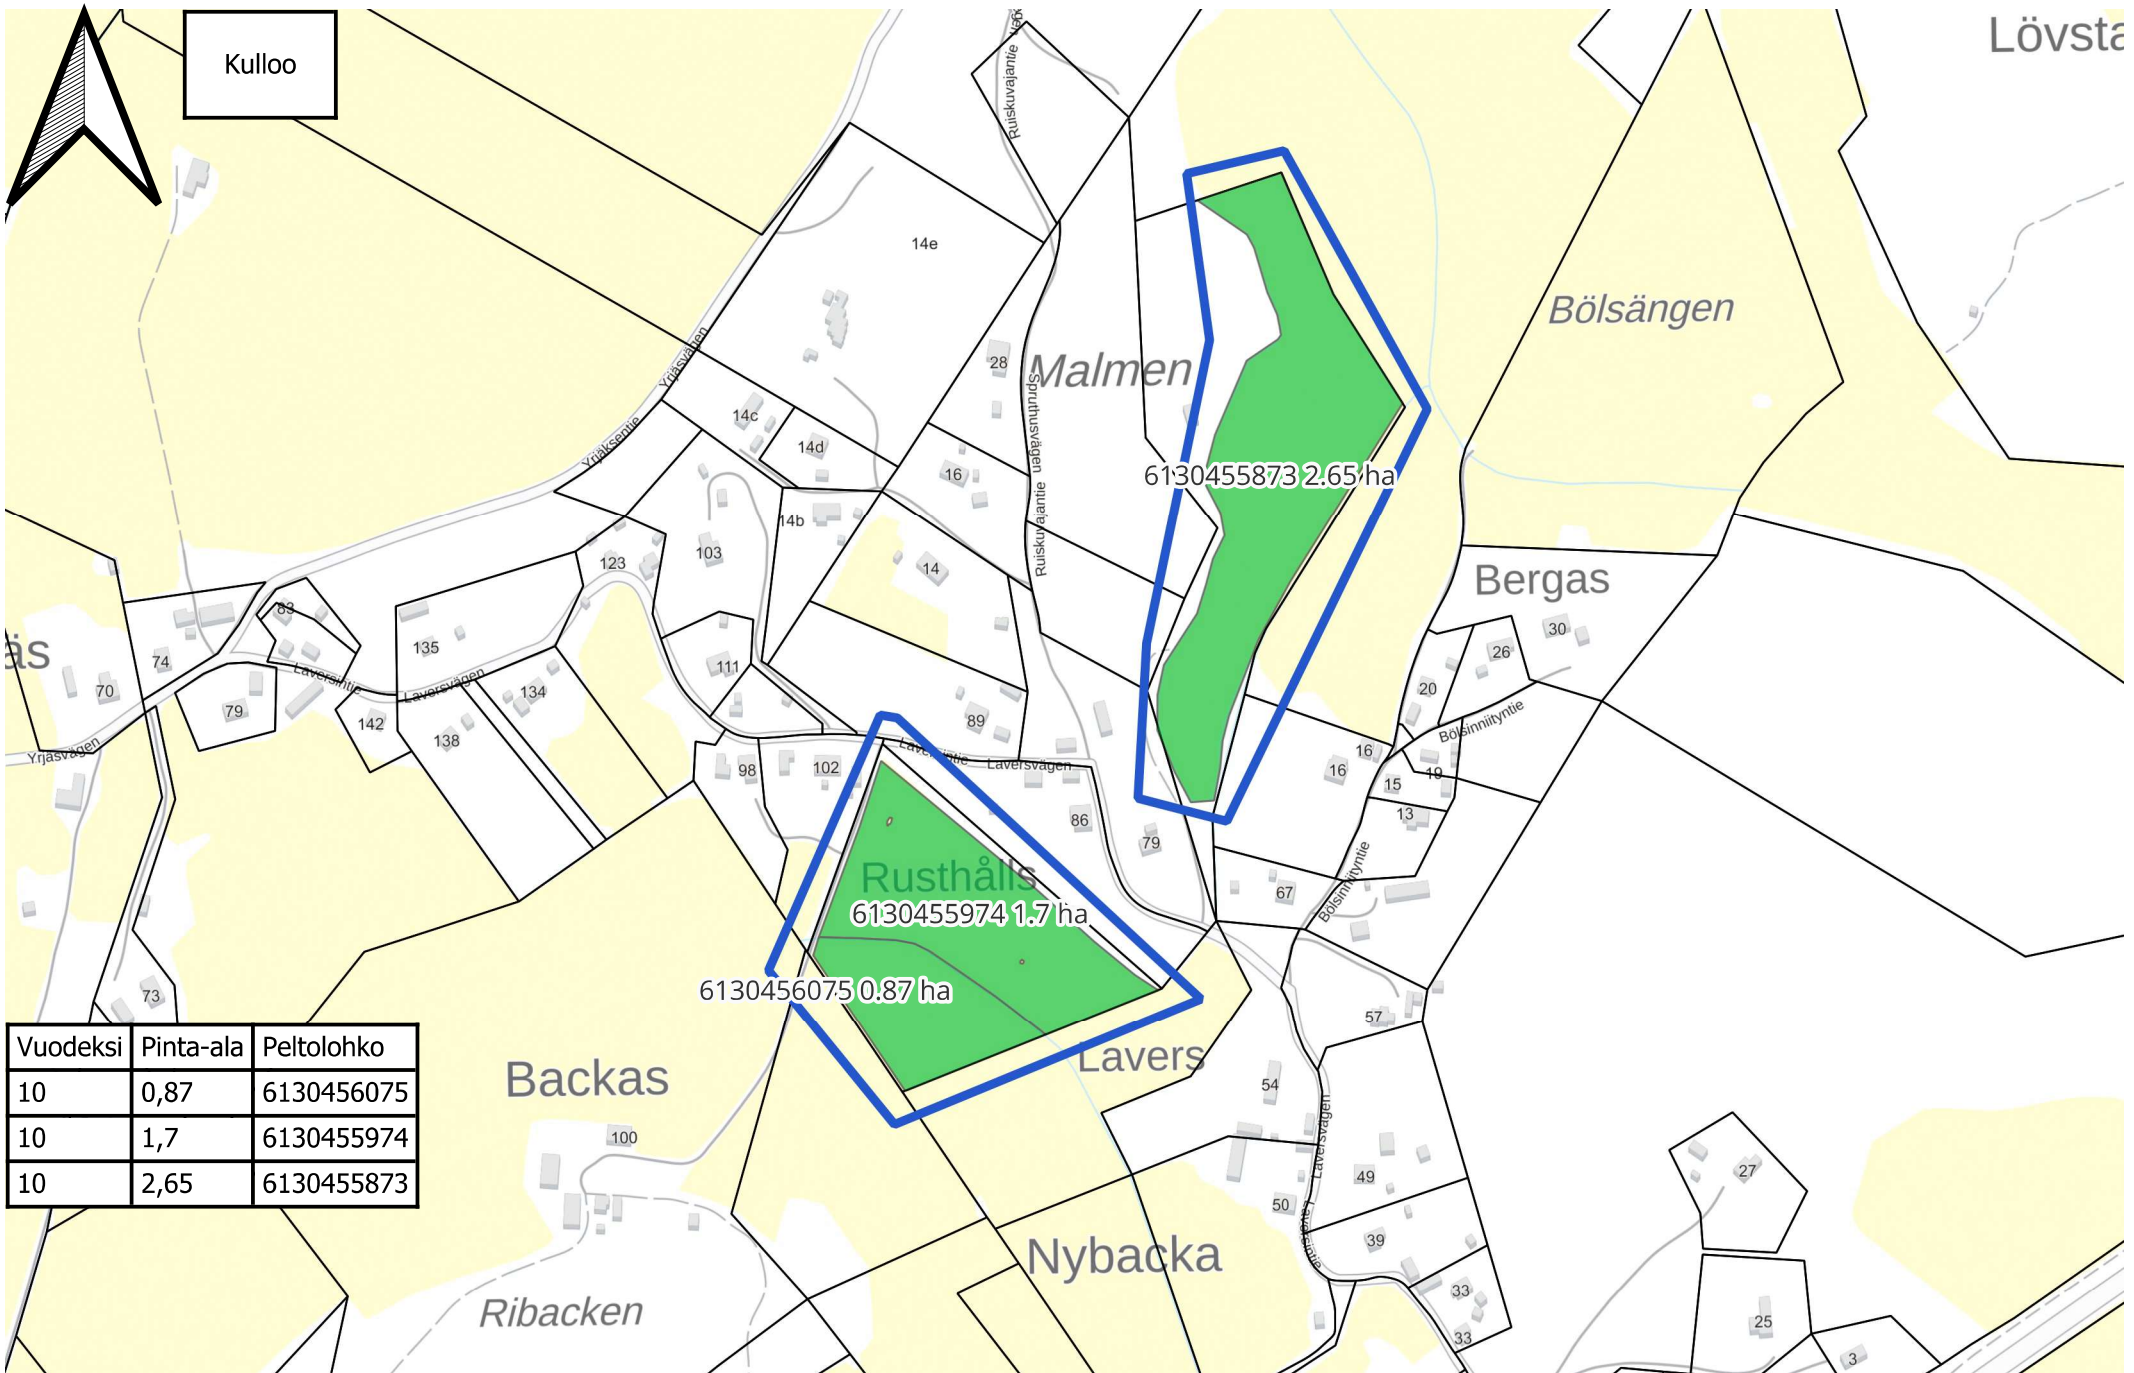 Kulloo
Lövsta
Ruiskuvajantie
14e
Bölsängen
Malmen
28
Yrjäsvägen
Yrjäksentie
14c
14d
16
Spruthusvägen
Ruiskuvajantie
6130455873 2.65 ha
14b
103
123
14
Bergas
83
135
30
26
äs
74
70
Laversintie
Laversvägen
111
134
20
79
142
138
89
Bölsinniityntie
Yrjäsvägen
98
102
Laversintie
Laversvägen
16
16
19
15
13
86
79
Rusthålls
6130455974 1.7 ha
67
Bölsinniityntie
6130456075 0.87 ha
73
57
Lavers
Backas
54
100
Laversvägen
49
27
50
Laversintie
39
Nybacka
33
33
Ribacken
25
3
Vuodeksi Pinta-ala Peltolohko
10 0,87 6130456075
10 1,7 6130455974
10 2,65 6130455873